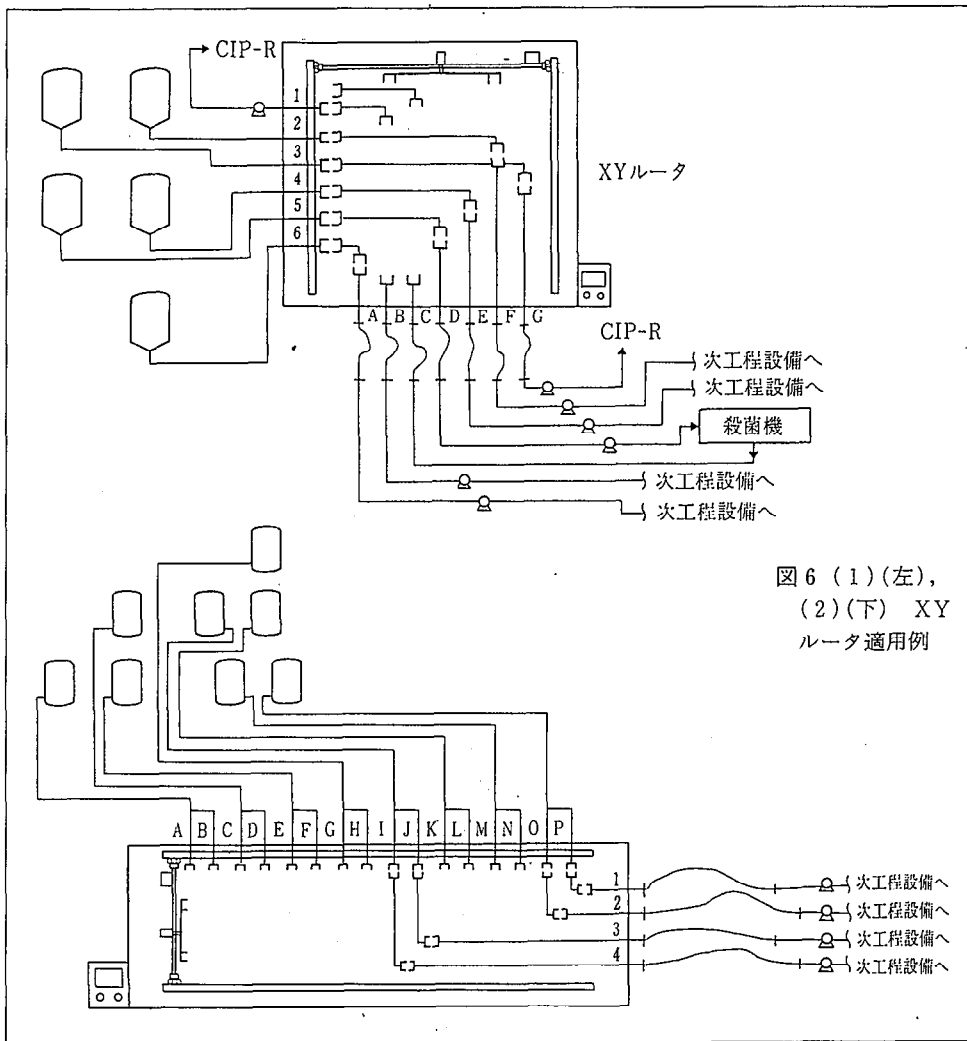 CIP-R
1
2
3
4
5
6
XYルータ
A B C D E F G
CIP-R
次工程設備へ
次工程設備へ
殺菌機
次工程設備へ
次工程設備へ
図6 (1)(左),
(2)(下) XY
ルータ適用例
A B C D E F G H I J K L M N O P
1
2
3
4
次工程設備へ
次工程設備へ
次工程設備へ
次工程設備へ